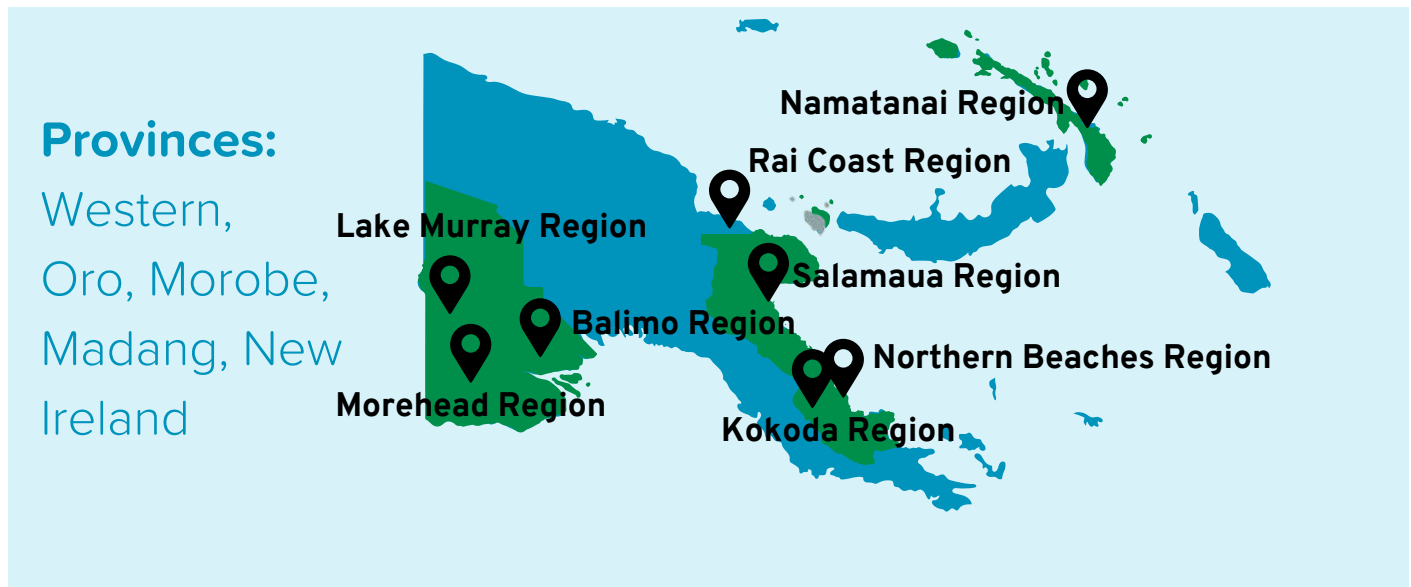 Provinces:
Western,
Oro, Morobe,
Madang, New
Ireland
Namatanai Region
Rai Coast Region
Lake Murray Region
Salamaua Region
Balimo Region
Northern Beaches Region
Morehead Region
Kokoda Region